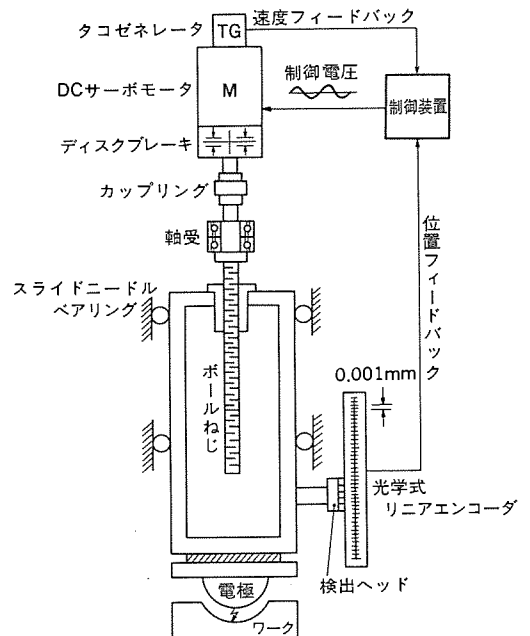 タコゼネレータ
TG
速度フィードバック
DCサーボモータ
M
制御電圧
制御装置
ディスクブレーキ
カップリング
軸受
位置フィードバック
スライドニードル
ベアリング
ボールねじ
0.001mm
光学式
リニアエンコーダ
検出ヘッド
電極
ワーク